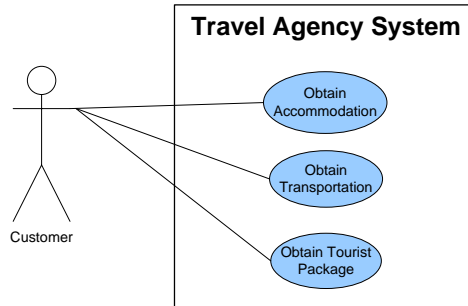 Travel Agency System
Obtain
Accommodation
Obtain
Transportation
Customer
Obtain Tourist
Package